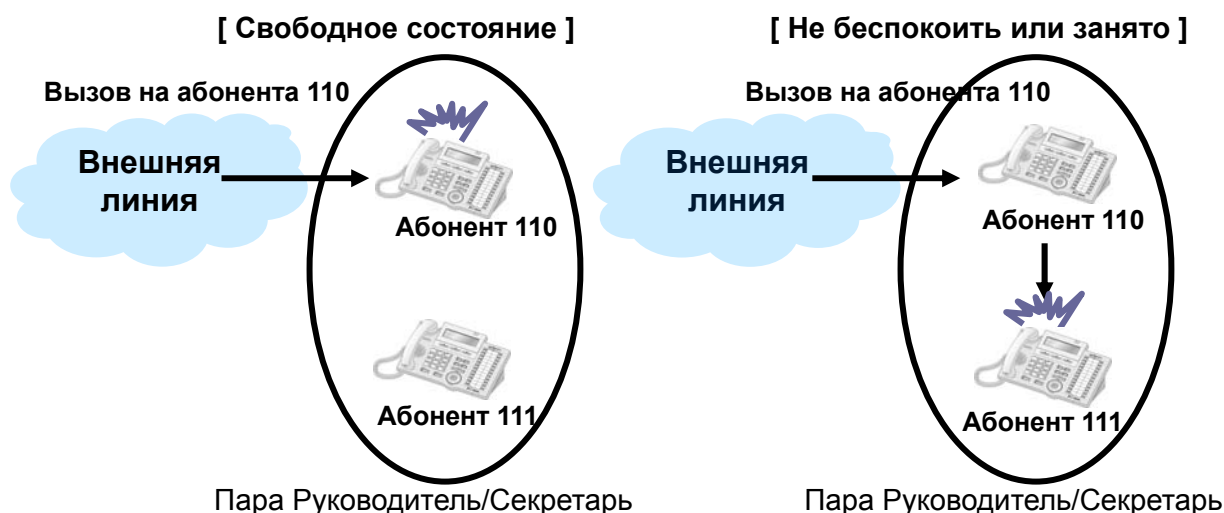 [ Свободное состояние ]
Вызов на абонента 110
Внешняя
линия
Абонент 110
Абонент 111
Пара Руководитель/Секретарь
[ Не беспокоить или занято ]
Вызов на абонента 110
Внешняя
линия
Абонент 110
Абонент 111
Пара Руководитель/Секретарь